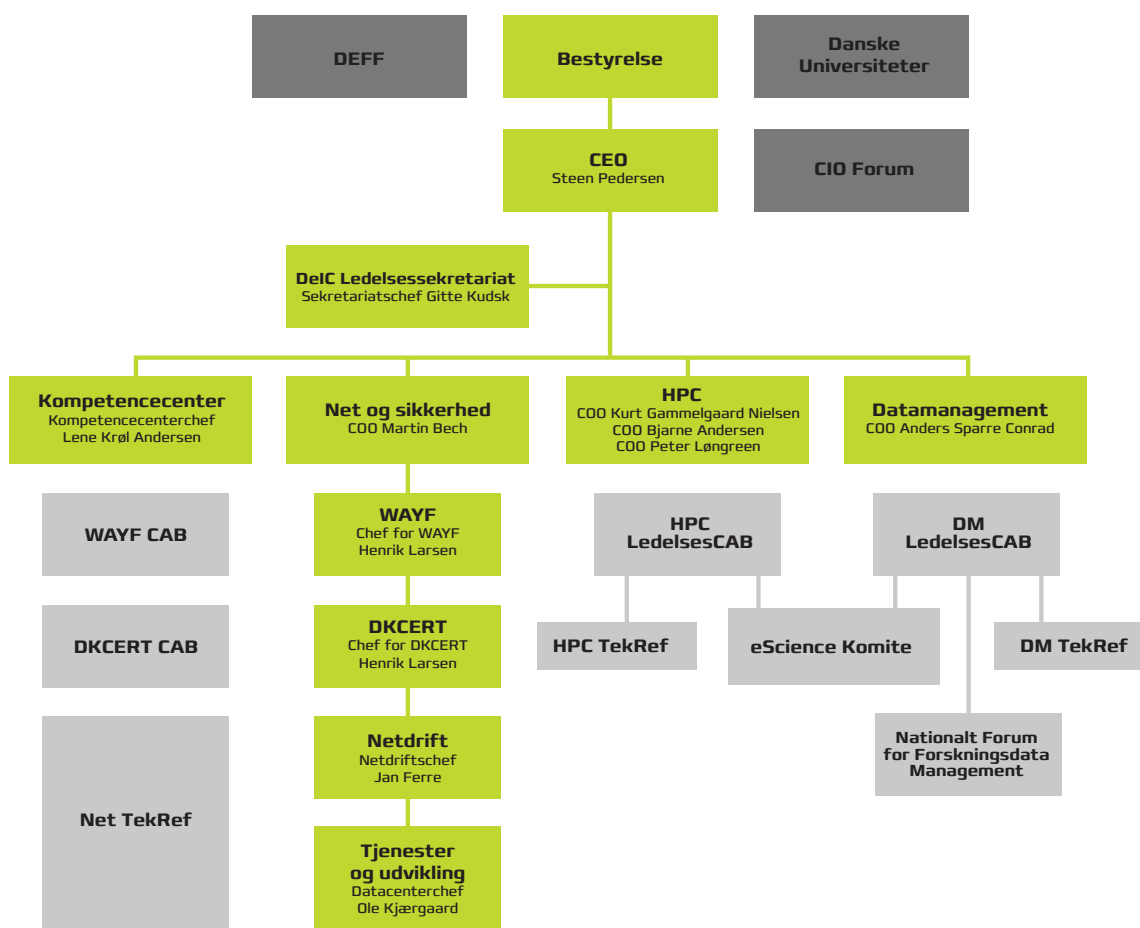 DEFF
Bestyrelse
Danske
Universiteter
CEO
Steen Pedersen
CIO Forum
DeIC Ledelsessekretariat
Sekretariatschef Gitte Kudsk
Kompetencecenter
Kompetencecenterchef
Lene Krøl Andersen
Net og sikkerhed
COO Martin Bech
HPC
COO Kurt Gammelgaard Nielsen
COO Bjarne Andersen
COO Peter Løngreen
Datamanagement
COO Anders Sparre Conrad
WAYF CAB
WAYF
Chef for WAYF
Henrik Larsen
HPC
LedelsesCAB
DM
LedelsesCAB
DKCERT CAB
DKCERT
Chef for DKCERT
Henrik Larsen
HPC TekRef
eScience Komite
DM TekRef
Net TekRef
Netdrift
Netdriftschef
Jan Ferre
Nationalt Forum
for Forskningsdata
Management
Tjenester
og udvikling
Datacenterchef
Ole Kjærgaard